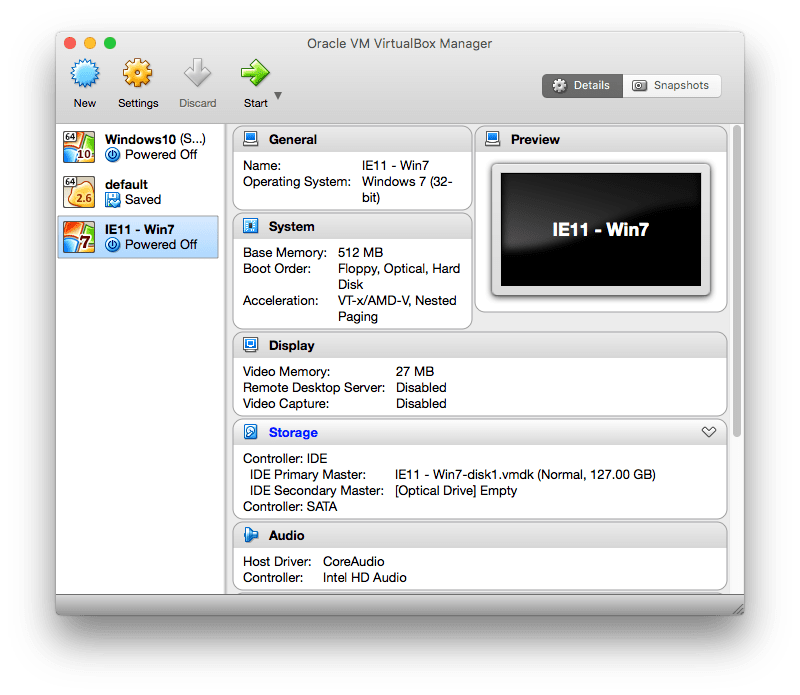 Oracle VM VirtualBox Manager
New
Settings
Discard
Start
Details
Snapshots
64
10
Windows10 (S...)
Powered Off
64
2.6
default
Saved
7
IE11 - Win7
Powered Off
General
Name: IE11 - Win7
Operating System: Windows 7 (32-
bit)
System
Base Memory: 512 MB
Boot Order: Floppy, Optical, Hard
Disk
Acceleration: VT-x/AMD-V, Nested
Paging
Preview
IE11 - Win7
Display
Video Memory: 27 MB
Remote Desktop Server: Disabled
Video Capture: Disabled
Storage
Controller: IDE
IDE Primary Master: IE11 - Win7-disk1.vmdk (Normal, 127.00 GB)
IDE Secondary Master: [Optical Drive] Empty
Controller: SATA
Audio
Host Driver: CoreAudio
Controller: Intel HD Audio